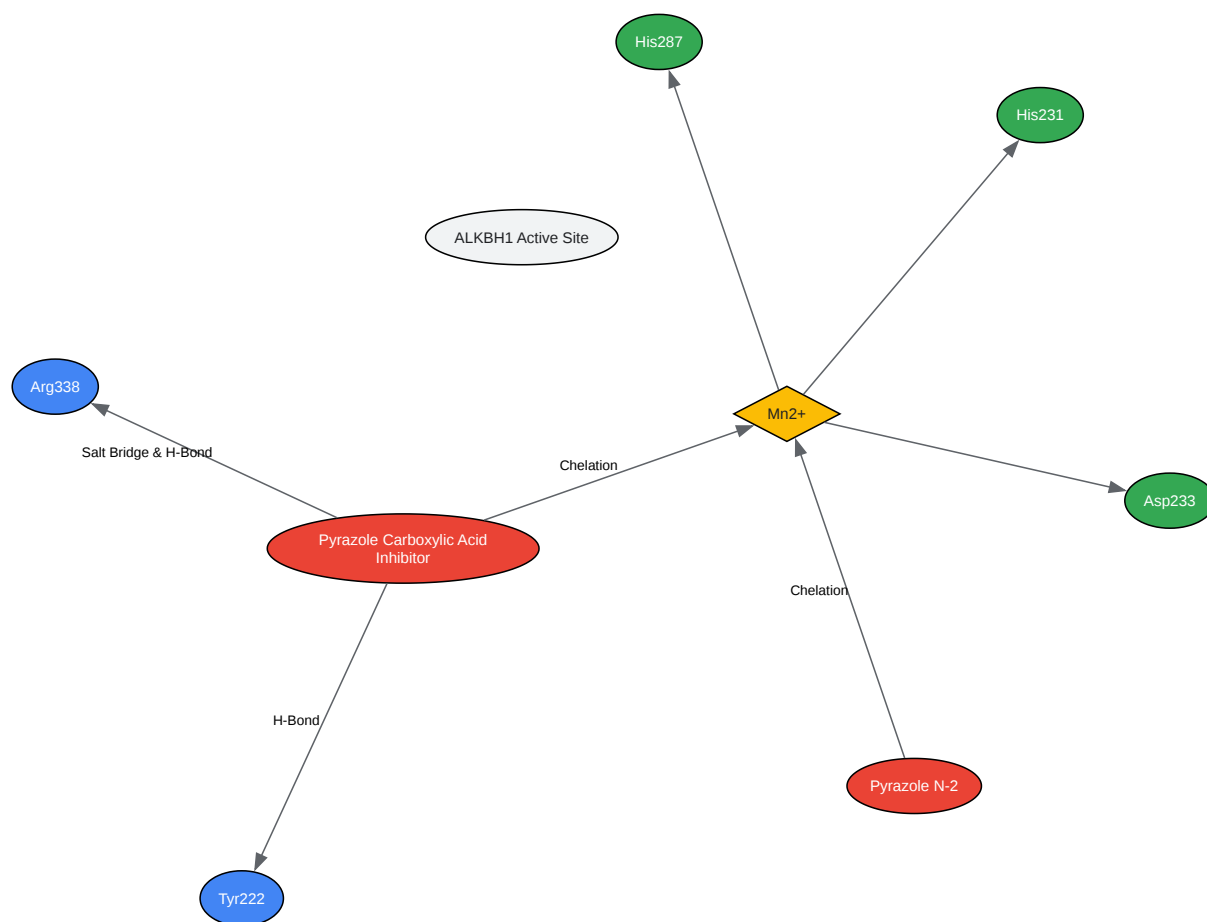 His287
His231
ALKBH1 Active Site
Arg338
Mn2+
Salt Bridge & H-Bond
Chelation
Asp233
Pyrazole Carboxylic Acid
Inhibitor
Chelation
H-Bond
Pyrazole N-2
Tyr222